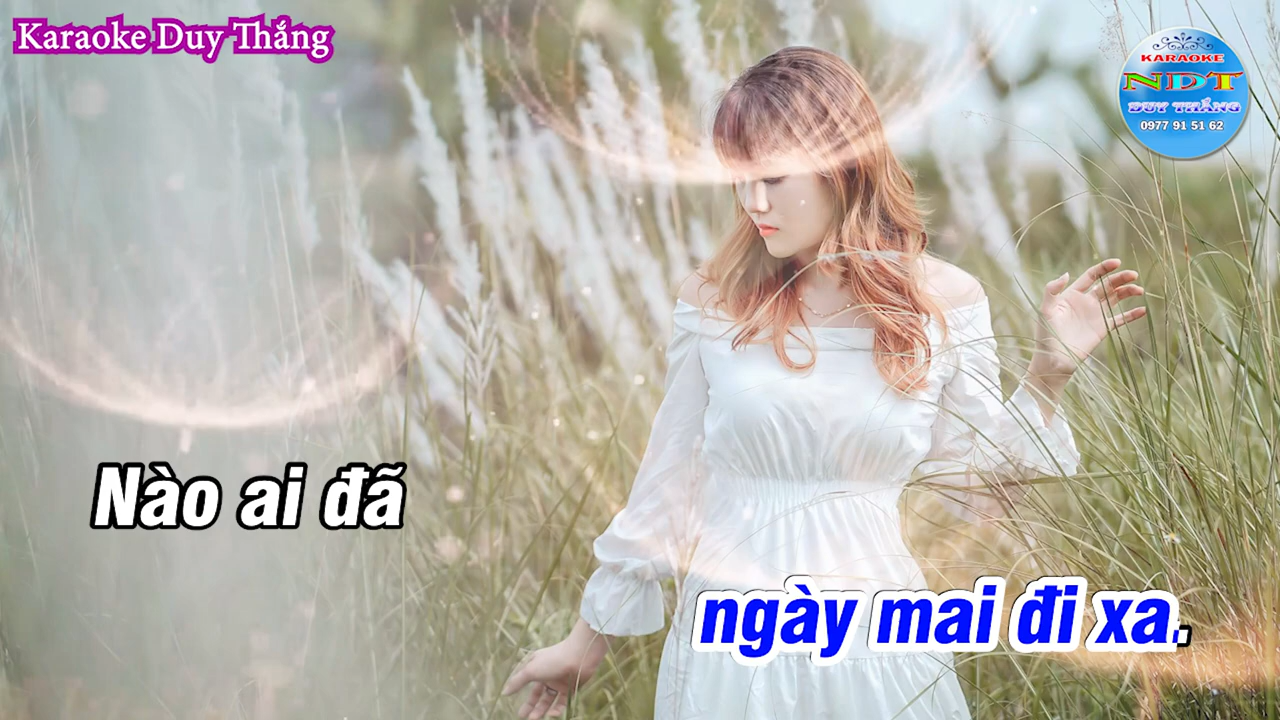 Karaoke Duy Thắng
KARAOKE
NDT
DUY THẮNG
0977 91 51 62
Nào ai đã
ngày mai đi xa.